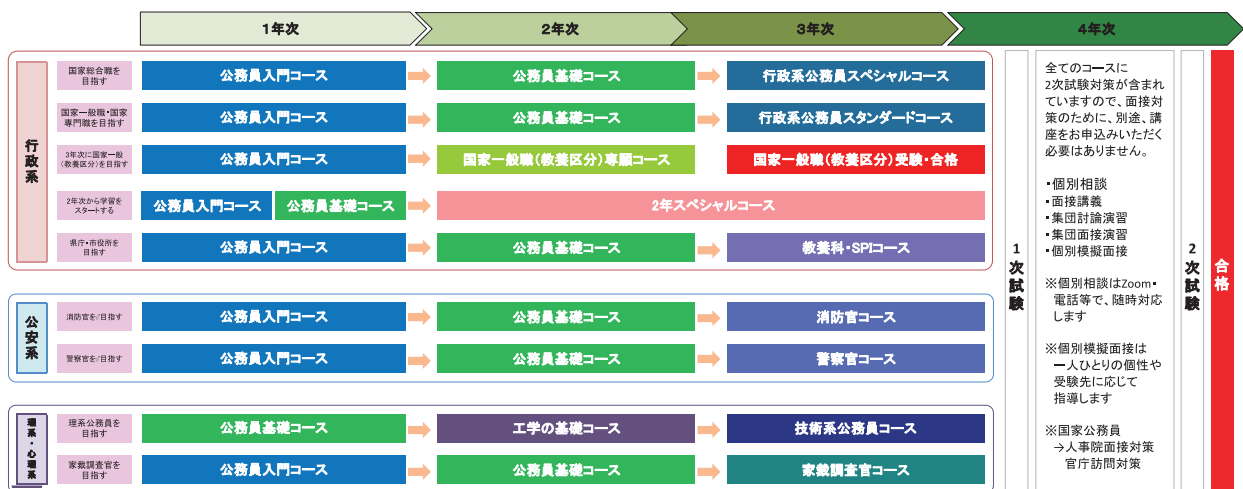 1年次
2年次
3年次
4年次
行政系
国家総合職を
目指す
公務員入門コース
公務員基礎コース
行政系公務員スペシャルコース
国家一般職・国家
専門職を目指す
公務員入門コース
公務員基礎コース
行政系公務員スタンダードコース
3年次に国家一般
(教養区分)を目指す
公務員入門コース
国家一般職(教養区分)専願コース
国家一般職(教養区分)受験・合格
2年次から学習を
スタートする
公務員入門コース
公務員基礎コース
2年スペシャルコース
県庁・市役所を
目指す
公務員入門コース
公務員基礎コース
教養科・SPIコース
公安系
消防官を/目指す
公務員入門コース
公務員基礎コース
消防官コース
警察官を/目指す
公務員入門コース
公務員基礎コース
警察官コース
理系・心理系
理系公務員を
目指す
公務員基礎コース
工学の基礎コース
技術系公務員コース
家裁調査官を
目指す
公務員入門コース
公務員基礎コース
家裁調査官コース
1次試験
全てのコースに
2次試験対策が含まれ
ていますので、面接対
策のために、別途、講
座をお申込みいただく
必要はありません。
・個別相談
・面接講義
・集団討論演習
・集団面接演習
・個別模擬面接
※個別相談はZoom・
電話等で、随時対応
します
※個別模擬面接は
一人ひとりの個性や
受験先に応じて
指導します
※国家公務員
→人事院面接対策
官庁訪問対策
2次試験
合格